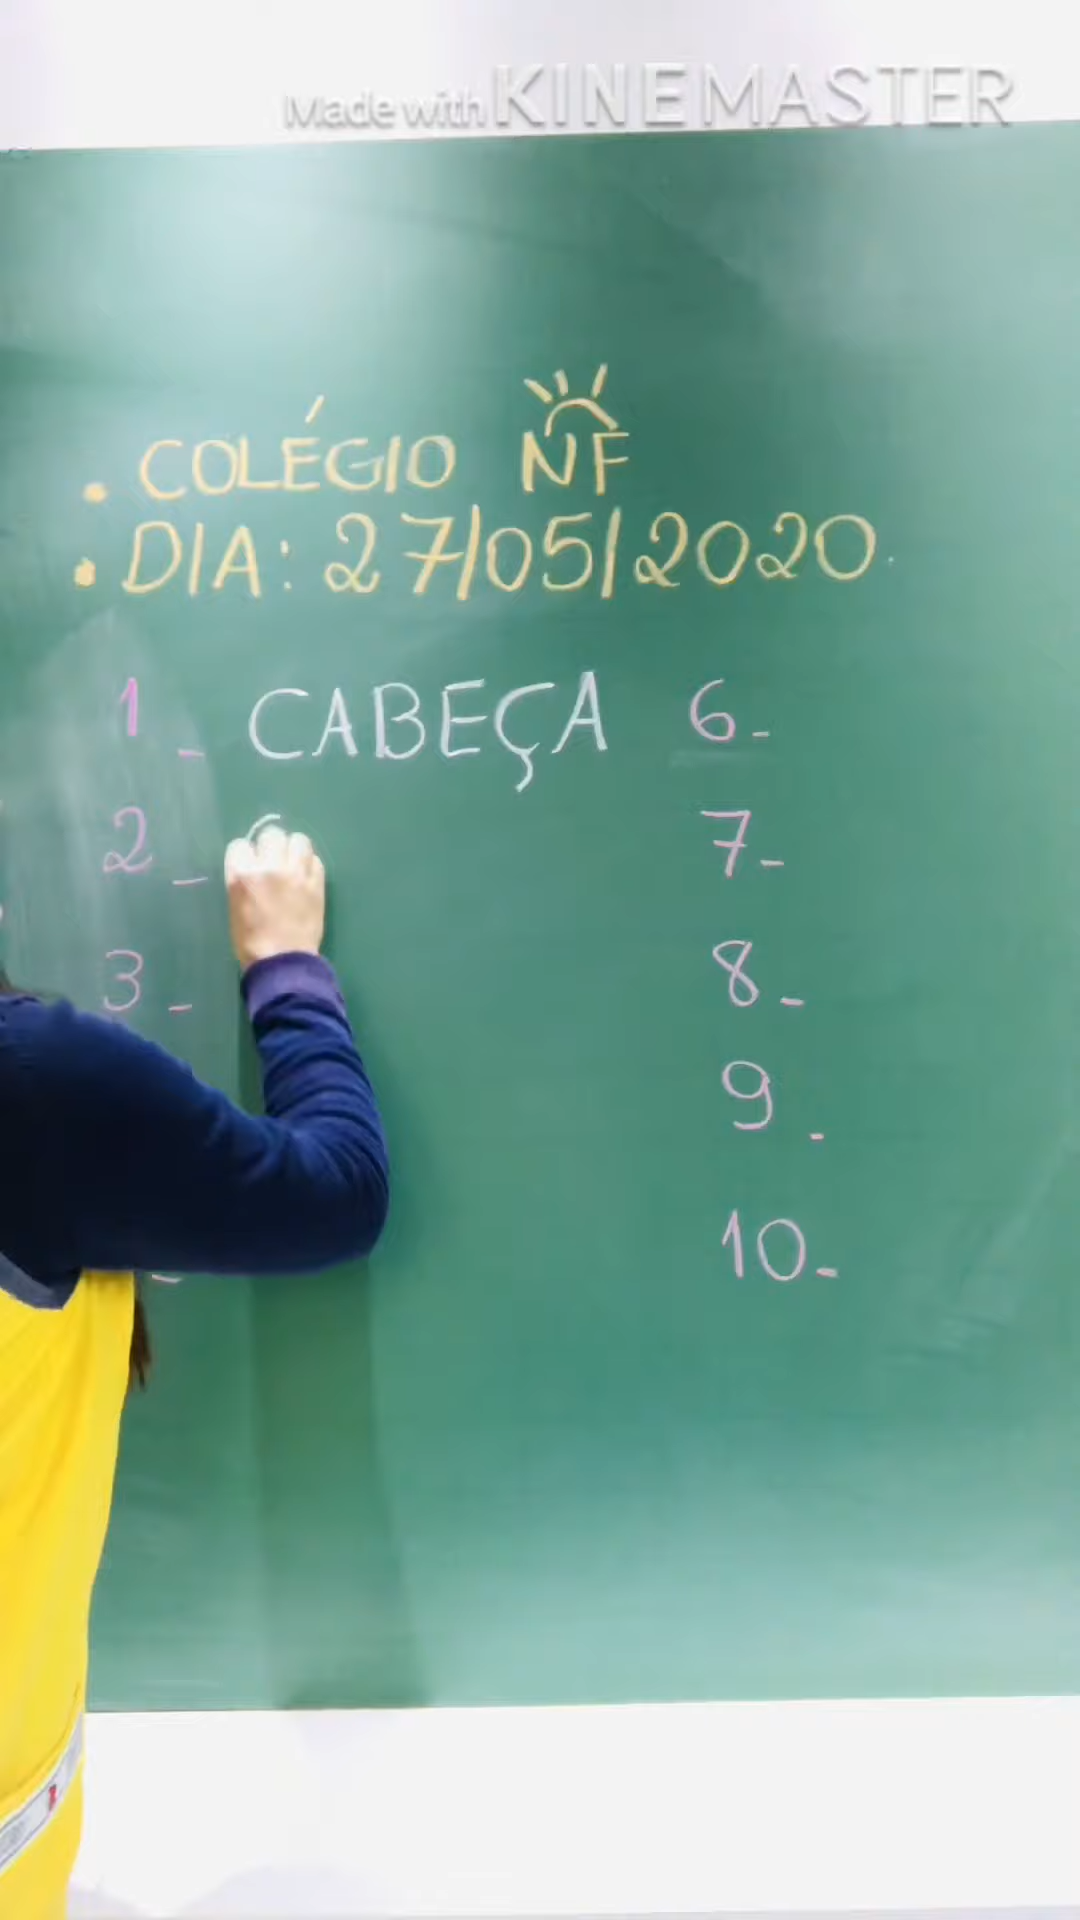 Made with KINEMASTER
. COLÉGIO NF
. DIA: 27/05/2020.
1 - CABEÇA
2 - C
3 -
-
6 -
7 -
8 -
9 -
10 -